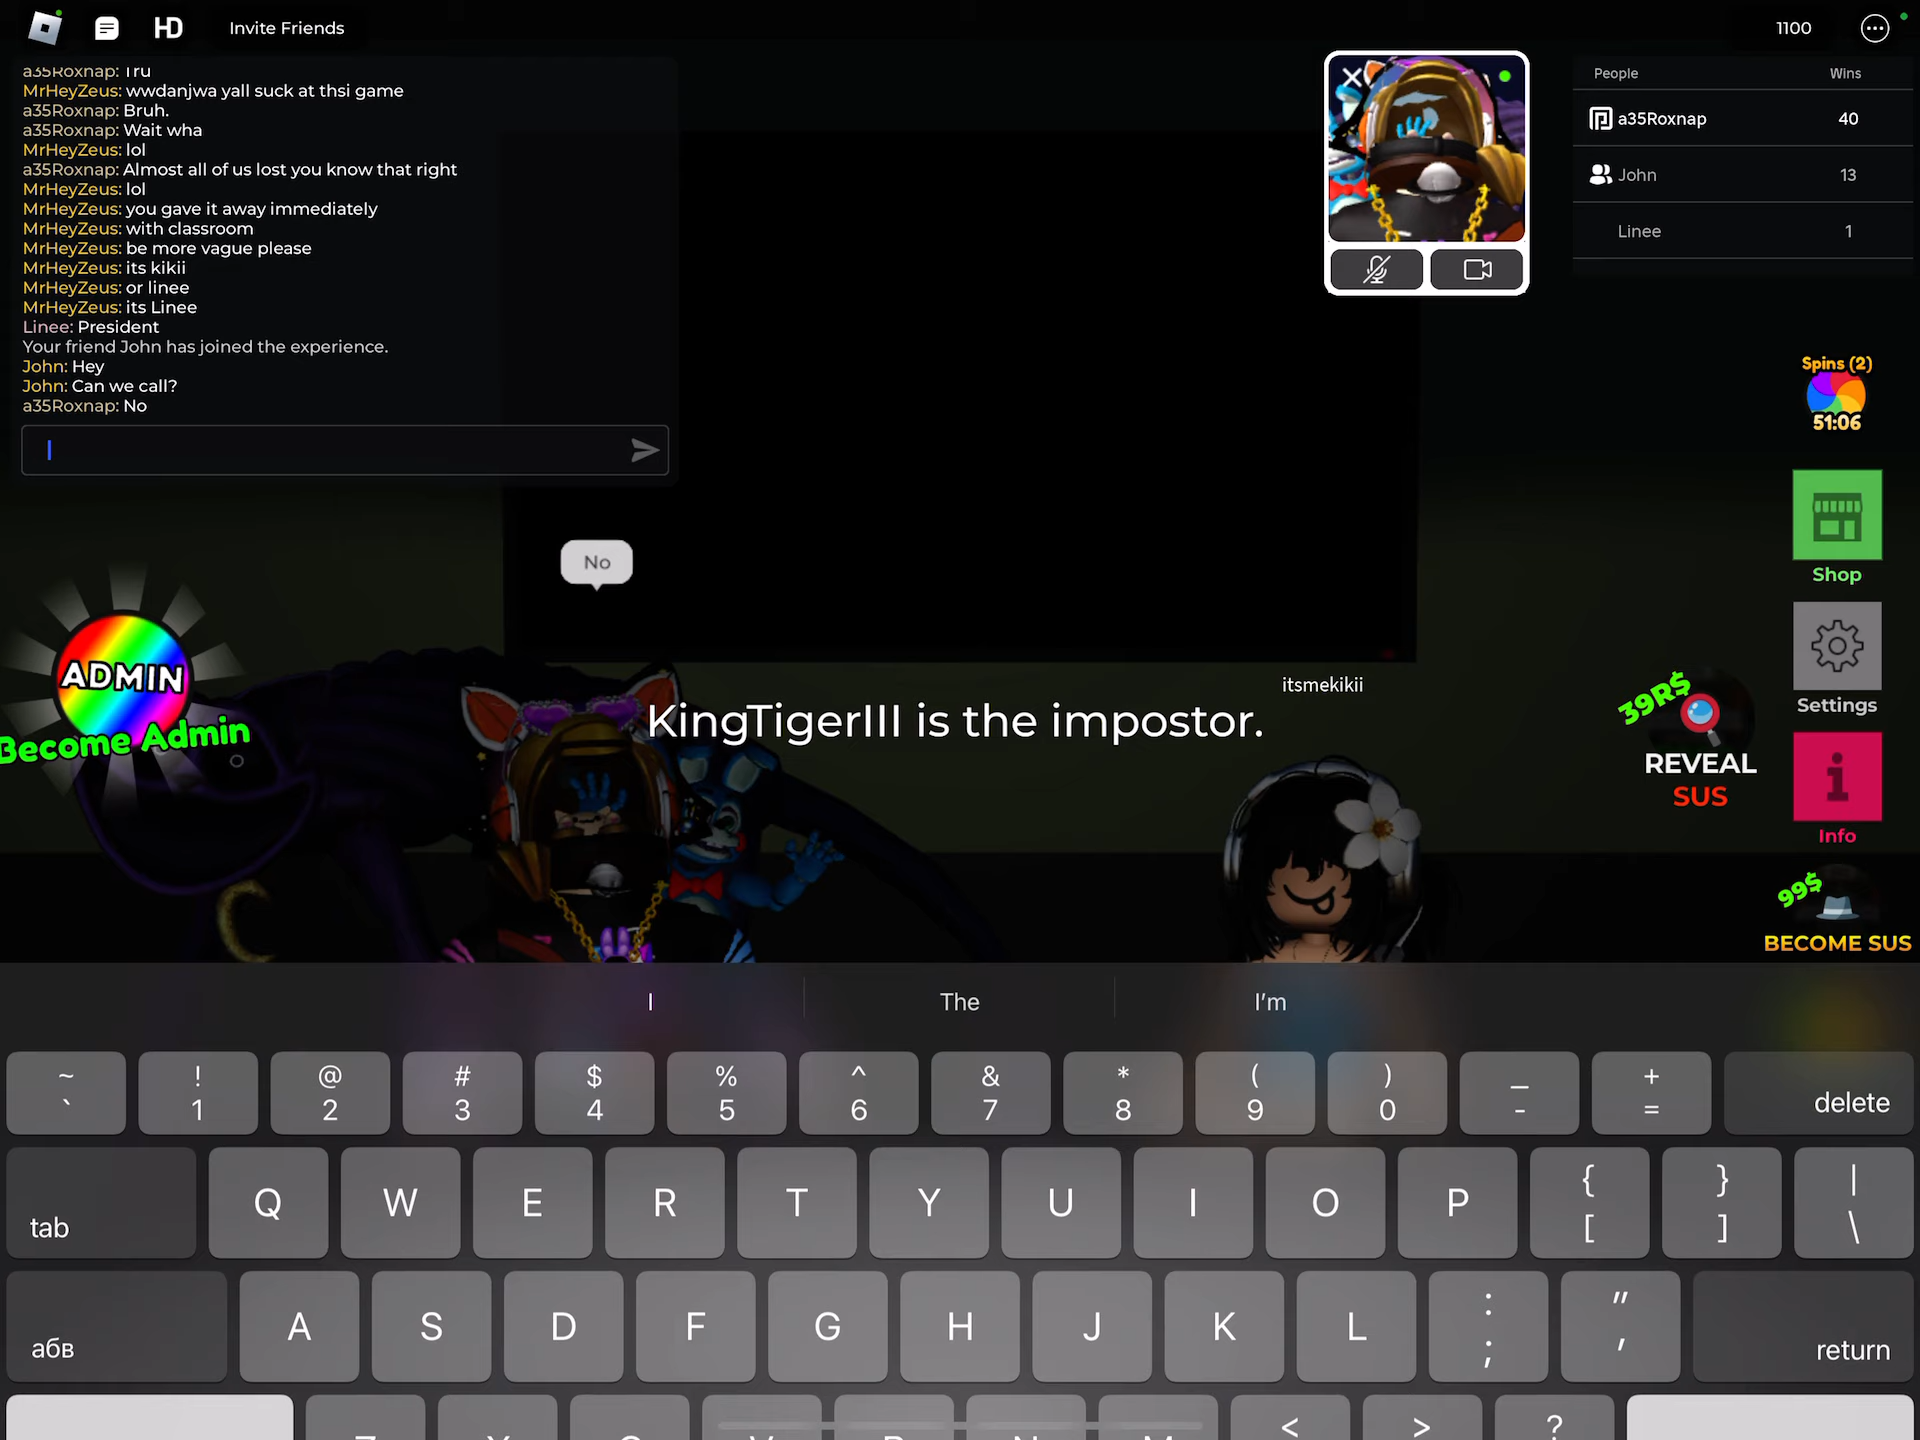 HD
Invite Friends
1100
a35Roxnap: Tru
MrHeyZeus: wwdanjwa yall suck at thsi game
a35Roxnap: Bruh.
a35Roxnap: Wait wha
MrHeyZeus: lol
a35Roxnap: Almost all of us lost you know that right
MrHeyZeus: lol
MrHeyZeus: you gave it away immediately
MrHeyZeus: with classroom
MrHeyZeus: be more vague please
MrHeyZeus: its kikii
MrHeyZeus: or linee
MrHeyZeus: its Linee
Linee: President
Your friend John has joined the experience.
John: Hey
John: Can we call?
a35Roxnap: No
People Wins
a35Roxnap 40
John 13
Linee 1
Spins (2)
51:06
Shop
Settings
Info
No
ADMIN
Become Admin
itsmekikii
KingTigerIII is the impostor.
39R$
REVEAL
SUS
99$
BECOME SUS
I The I'm
~ ! @ # $ % ^ & * ( ) _ +
` 1 2 3 4 5 6 7 8 9 0 - = delete
tab Q W E R T Y U I O P { [ } ] | \
абв A S D F G H J K L : ; " ' return
Z X C V B N M < > ?